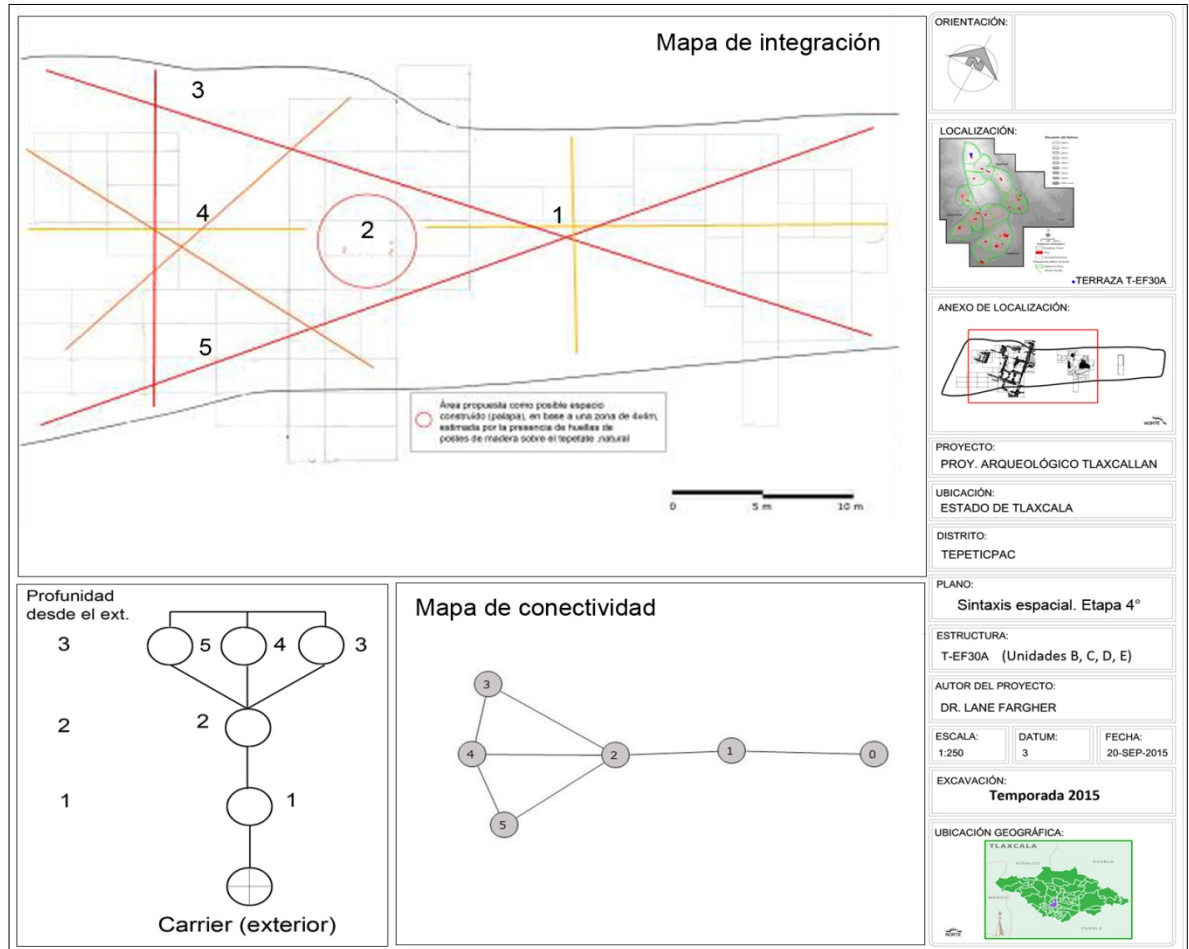 Mapa de integración
3
4
2
1
5
Área propuesta como posible espacio
construído (palapa), en base a una zona de 4x4m,
estimada por la presencia de huellas de
postes de madera sobre el tepetate .natural
0 5 m 10 m
Profunidad
desde el ext.
3
5 4 3
2
2
1
1
Carrier (exterior)
Mapa de conectividad
3
4
2
1
0
5
ORIENTACIÓN:
LOCALIZACIÓN:
TERRAZA T-EF30A
ANEXO DE LOCALIZACIÓN:
NORTE
PROYECTO:
PROY. ARQUEOLÓGICO TLAXCALLAN
UBICACIÓN:
ESTADO DE TLAXCALA
DISTRITO:
TEPETICPAC
PLANO:
Sintaxis espacial. Etapa 4°
ESTRUCTURA:
T-EF30A (Unidades B, C, D, E)
AUTOR DEL PROYECTO:
DR. LANE FARGHER
ESCALA:
1:250
DATUM:
3
FECHA:
20-SEP-2015
EXCAVACIÓN:
Temporada 2015
UBICACIÓN GEOGRÁFICA:
TLAXCALA
HIDALGO
PUEBLA
MÉXICO
PUEBLA
NORTE